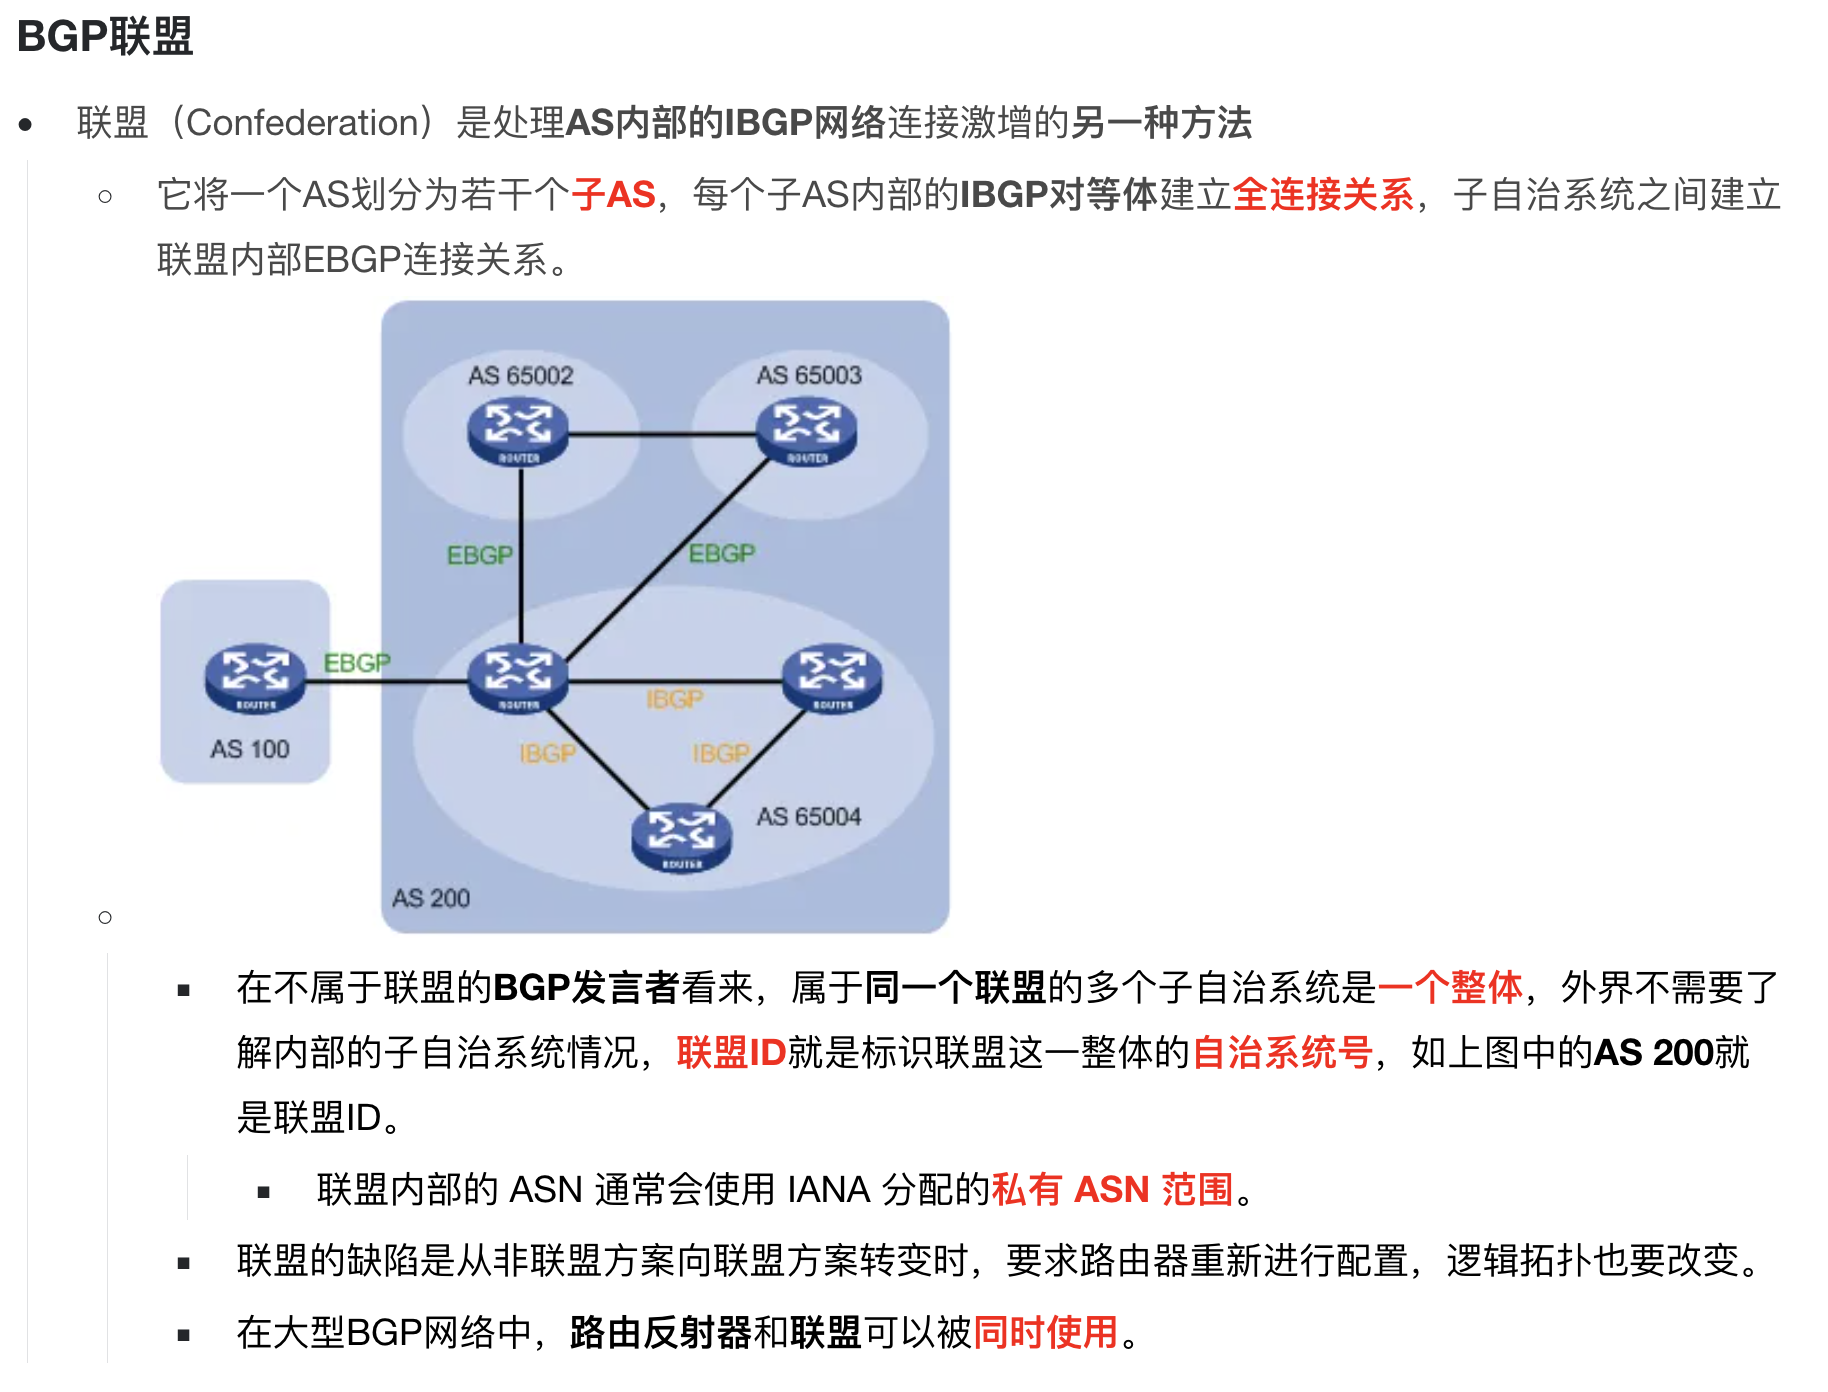 BGP联盟
联盟（Confederation）是处理AS内部的IBGP网络连接激增的另一种方法
它将一个AS划分为若干个子AS，每个子AS内部的IBGP对等体建立全连接关系，子自治系统之间建立
联盟内部EBGP连接关系。
AS 65002
AS 65003
ROUTER
ROUTER
EBGP
EBGP
EBGP
ROUTER
ROUTER
ROUTER
IBGP
AS 100
IBGP
IBGP
AS 65004
ROUTER
AS 200
在不属于联盟的BGP发言者看来，属于同一个联盟的多个子自治系统是一个整体，外界不需要了
解内部的子自治系统情况，联盟ID就是标识联盟这一整体的自治系统号，如上图中的AS 200就
是联盟ID。
联盟内部的 ASN 通常会使用 IANA 分配的私有 ASN 范围。
联盟的缺陷是从非联盟方案向联盟方案转变时，要求路由器重新进行配置，逻辑拓扑也要改变。
在大型BGP网络中，路由反射器和联盟可以被同时使用。